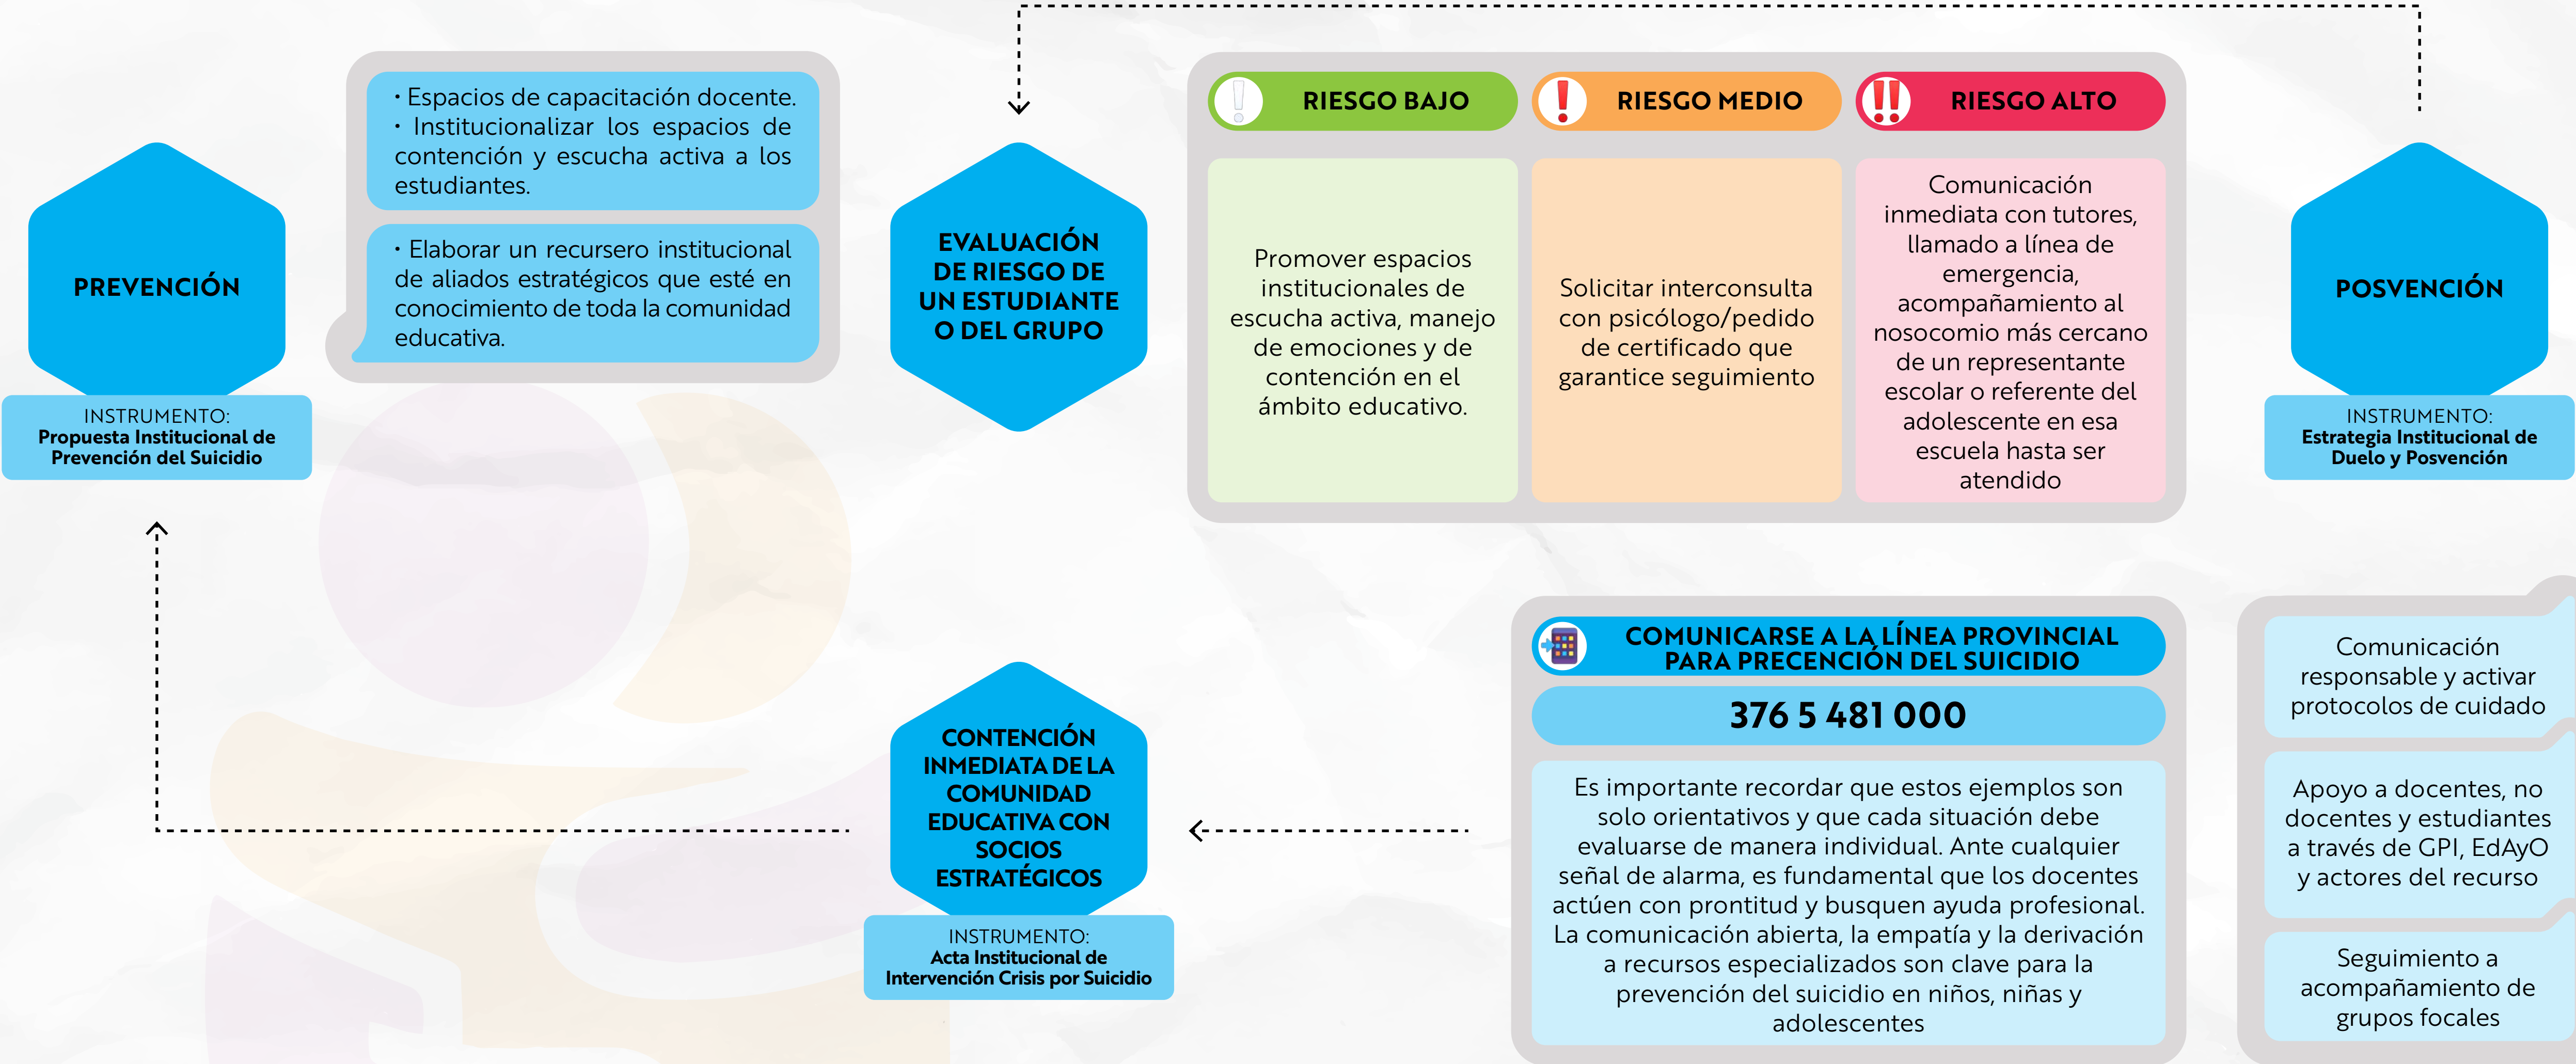 PREVENCIÓN
INSTRUMENTO:
Propuesta Institucional de
Prevención del Suicidio
• Espacios de capacitación docente.
• Institucionalizar los espacios de
contención y escucha activa a los
estudiantes.
• Elaborar un recursero institucional
de aliados estratégicos que esté en
conocimiento de toda la comunidad
educativa.
EVALUACIÓN
DE RIESGO DE
UN ESTUDIANTE
O DEL GRUPO
RIESGO BAJO
Promover espacios
institucionales de
escucha activa, manejo
de emociones y de
contención en el
ámbito educativo.
RIESGO MEDIO
Solicitar interconsulta
con psicólogo/pedido
de certificado que
garantice seguimiento
RIESGO ALTO
Comunicación
inmediata con tutores,
llamado a línea de
emergencia,
acompañamiento al
nosocomio más cercano
de un representante
escolar o referente del
adolescente en esa
escuela hasta ser
atendido
POSVENCIÓN
INSTRUMENTO:
Estrategia Institucional de
Duelo y Posvención
CONTENCIÓN
INMEDIATA DE LA
COMUNIDAD
EDUCATIVA CON
SOCIOS
ESTRATÉGICOS
INSTRUMENTO:
Acta Institucional de
Intervención Crisis por Suicidio
COMUNICARSE A LA LÍNEA PROVINCIAL
PARA PRECENCIÓN DEL SUICIDIO
376 5 481 000
Es importante recordar que estos ejemplos son
solo orientativos y que cada situación debe
evaluarse de manera individual. Ante cualquier
señal de alarma, es fundamental que los docentes
actúen con prontitud y busquen ayuda profesional.
La comunicación abierta, la empatía y la derivación
a recursos especializados son clave para la
prevención del suicidio en niños, niñas y
adolescentes
Comunicación
responsable y activar
protocolos de cuidado
Apoyo a docentes, no
docentes y estudiantes
a través de GPI, EdAyO
y actores del recurso
Seguimiento a
acompañamiento de
grupos focales